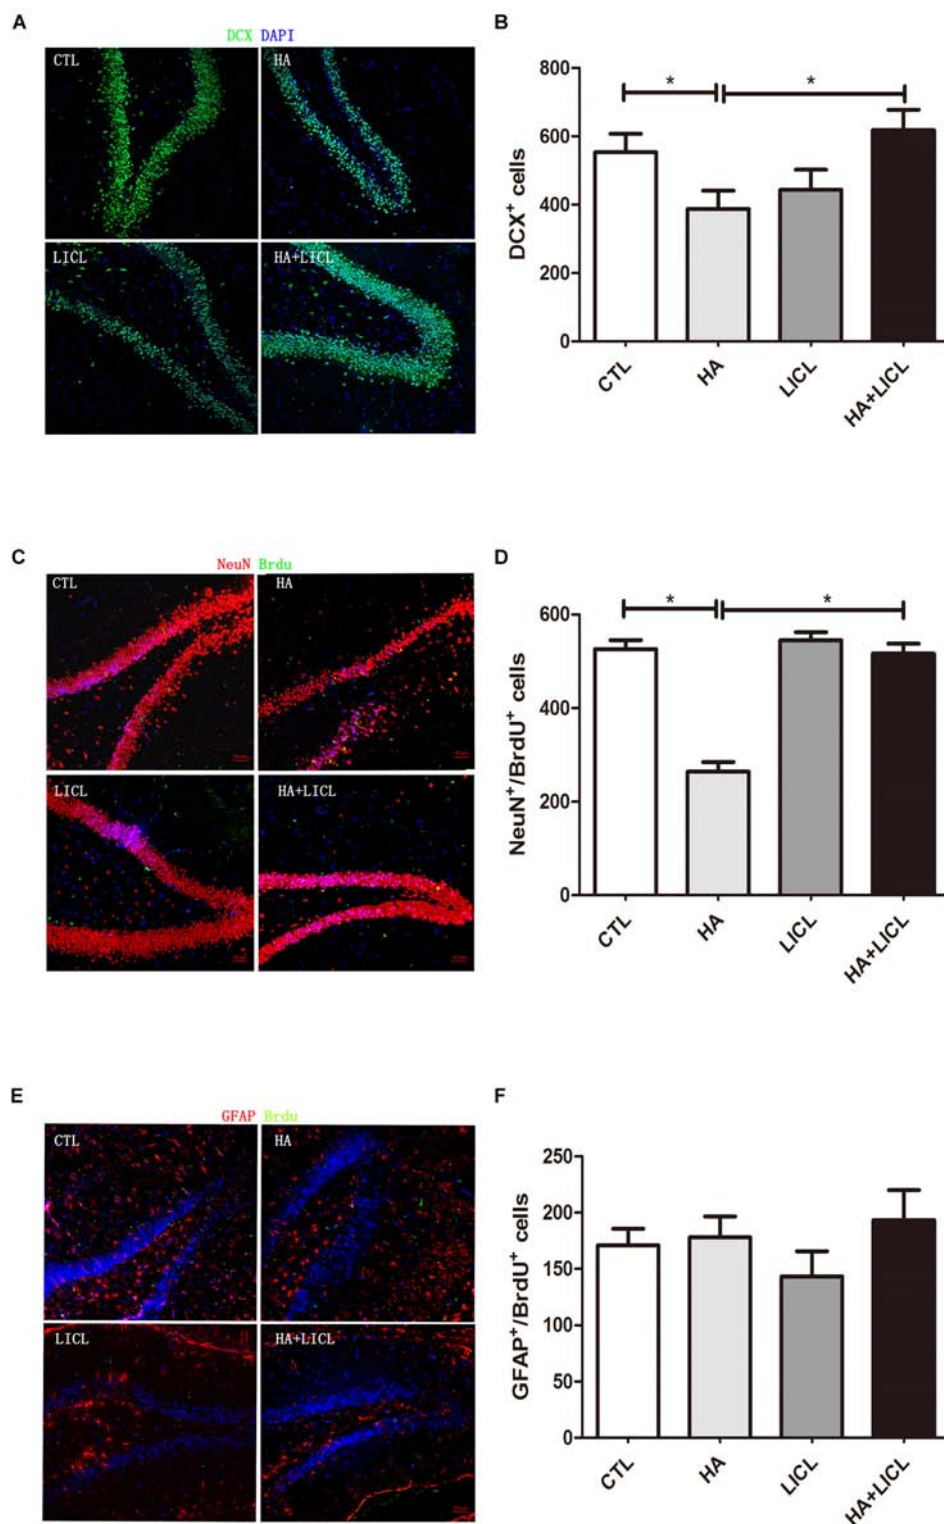 A
DCX DAPI
CTL
HA
LICL
HA+LICL
B
800
600
400
200
0
DCX⁺ cells
*
*
CTL
HA
LICL
HA+LICL
C
NeuN Brdu
CTL
HA
LICL
HA+LICL
D
600
400
200
0
NeuN⁺/BrdU⁺ cells
*
*
CTL
HA
LICL
HA+LICL
E
GFAP Brdu
CTL
HA
LICL
HA+LICL
F
250
200
150
100
50
0
GFAP⁺/BrdU⁺ cells
CTL
HA
LICL
HA+LICL